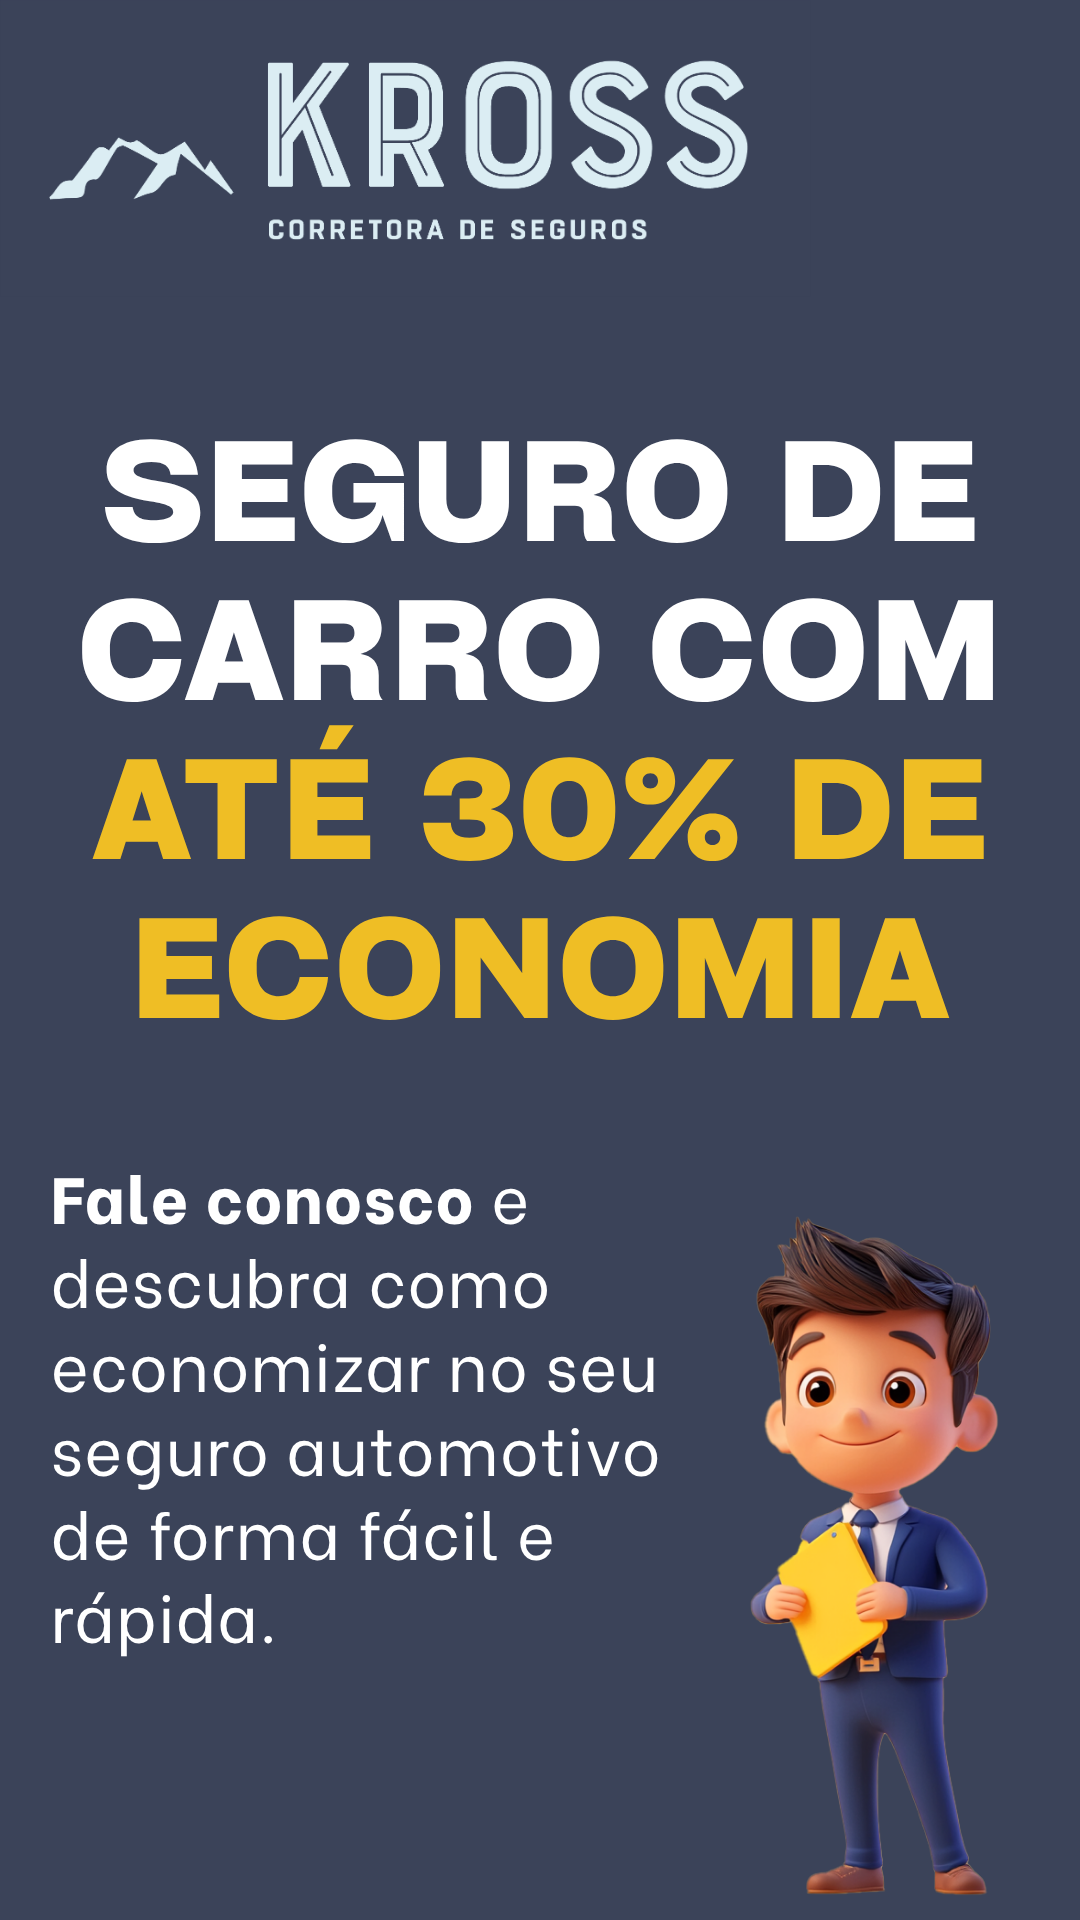 KROSS
CORRETORA DE SEGUROS
SEGURO DE
CARRO COM
ATÉ 30% DE
ECONOMIA
Fale conosco e
descubra como
economizar no seu
seguro automotivo
de forma fácil e
rápida.